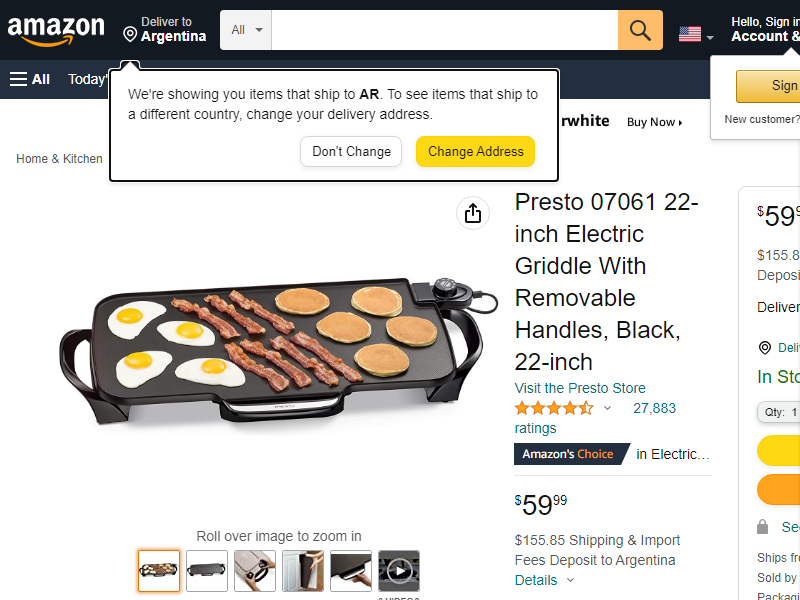 amazon
Deliver to
Argentina
All
Hello, Sign in
Account &
All
Today'
We're showing you items that ship to AR. To see items that ship to
a different country, change your delivery address.
Don't Change
Change Address
Sign
New customer?
rwhite
Buy Now
Home & Kitchen
Presto 07061 22-
inch Electric
Griddle With
Removable
Handles, Black,
22-inch
Visit the Presto Store
27,883
ratings
Amazon's Choice
in Electric...
$59.99
$155.85 Shipping & Import
Fees Deposit to Argentina
Details
Roll over image to zoom in
$59
$155.8
Deposi
Deliver
Deli
In Sto
Qty: 1
Se
Ships fr
Sold by
Packagi